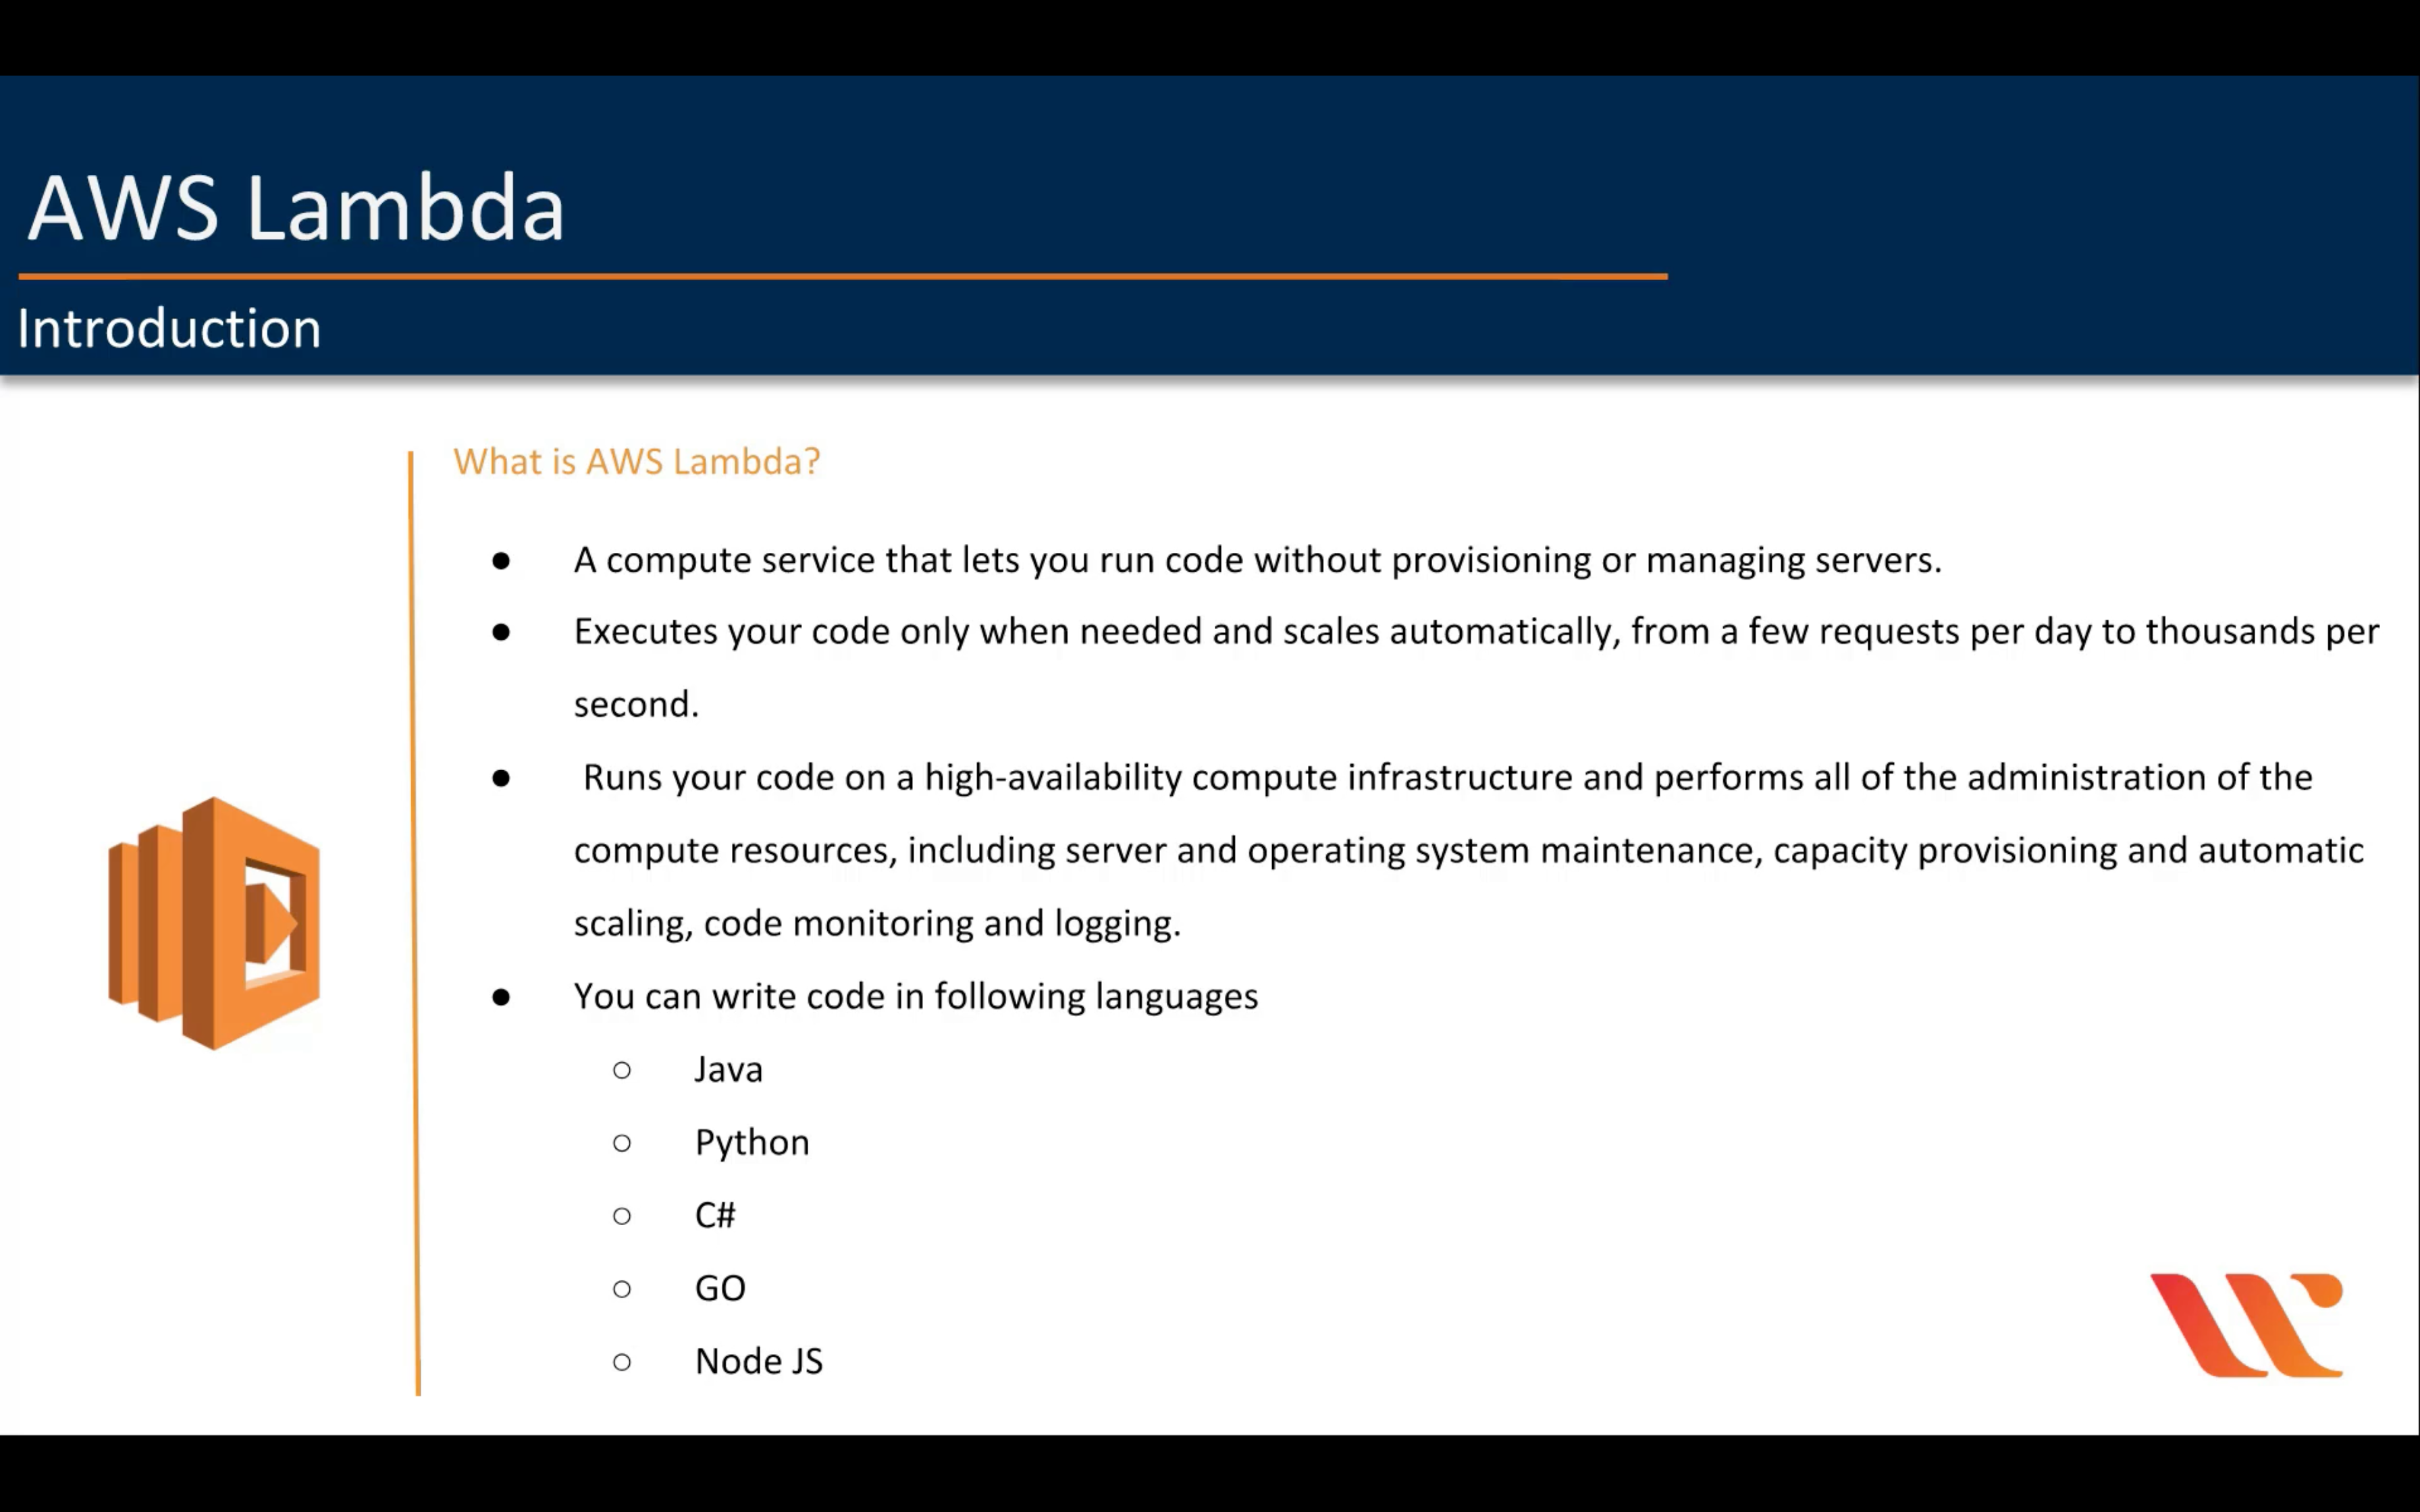 AWS Lambda
Introduction
What is AWS Lambda?
● A compute service that lets you run code without provisioning or managing servers.
● Executes your code only when needed and scales automatically, from a few requests per day to thousands per
second.
● Runs your code on a high-availability compute infrastructure and performs all of the administration of the
compute resources, including server and operating system maintenance, capacity provisioning and automatic
scaling, code monitoring and logging.
● You can write code in following languages
○ Java
○ Python
○ C#
○ GO
○ Node JS